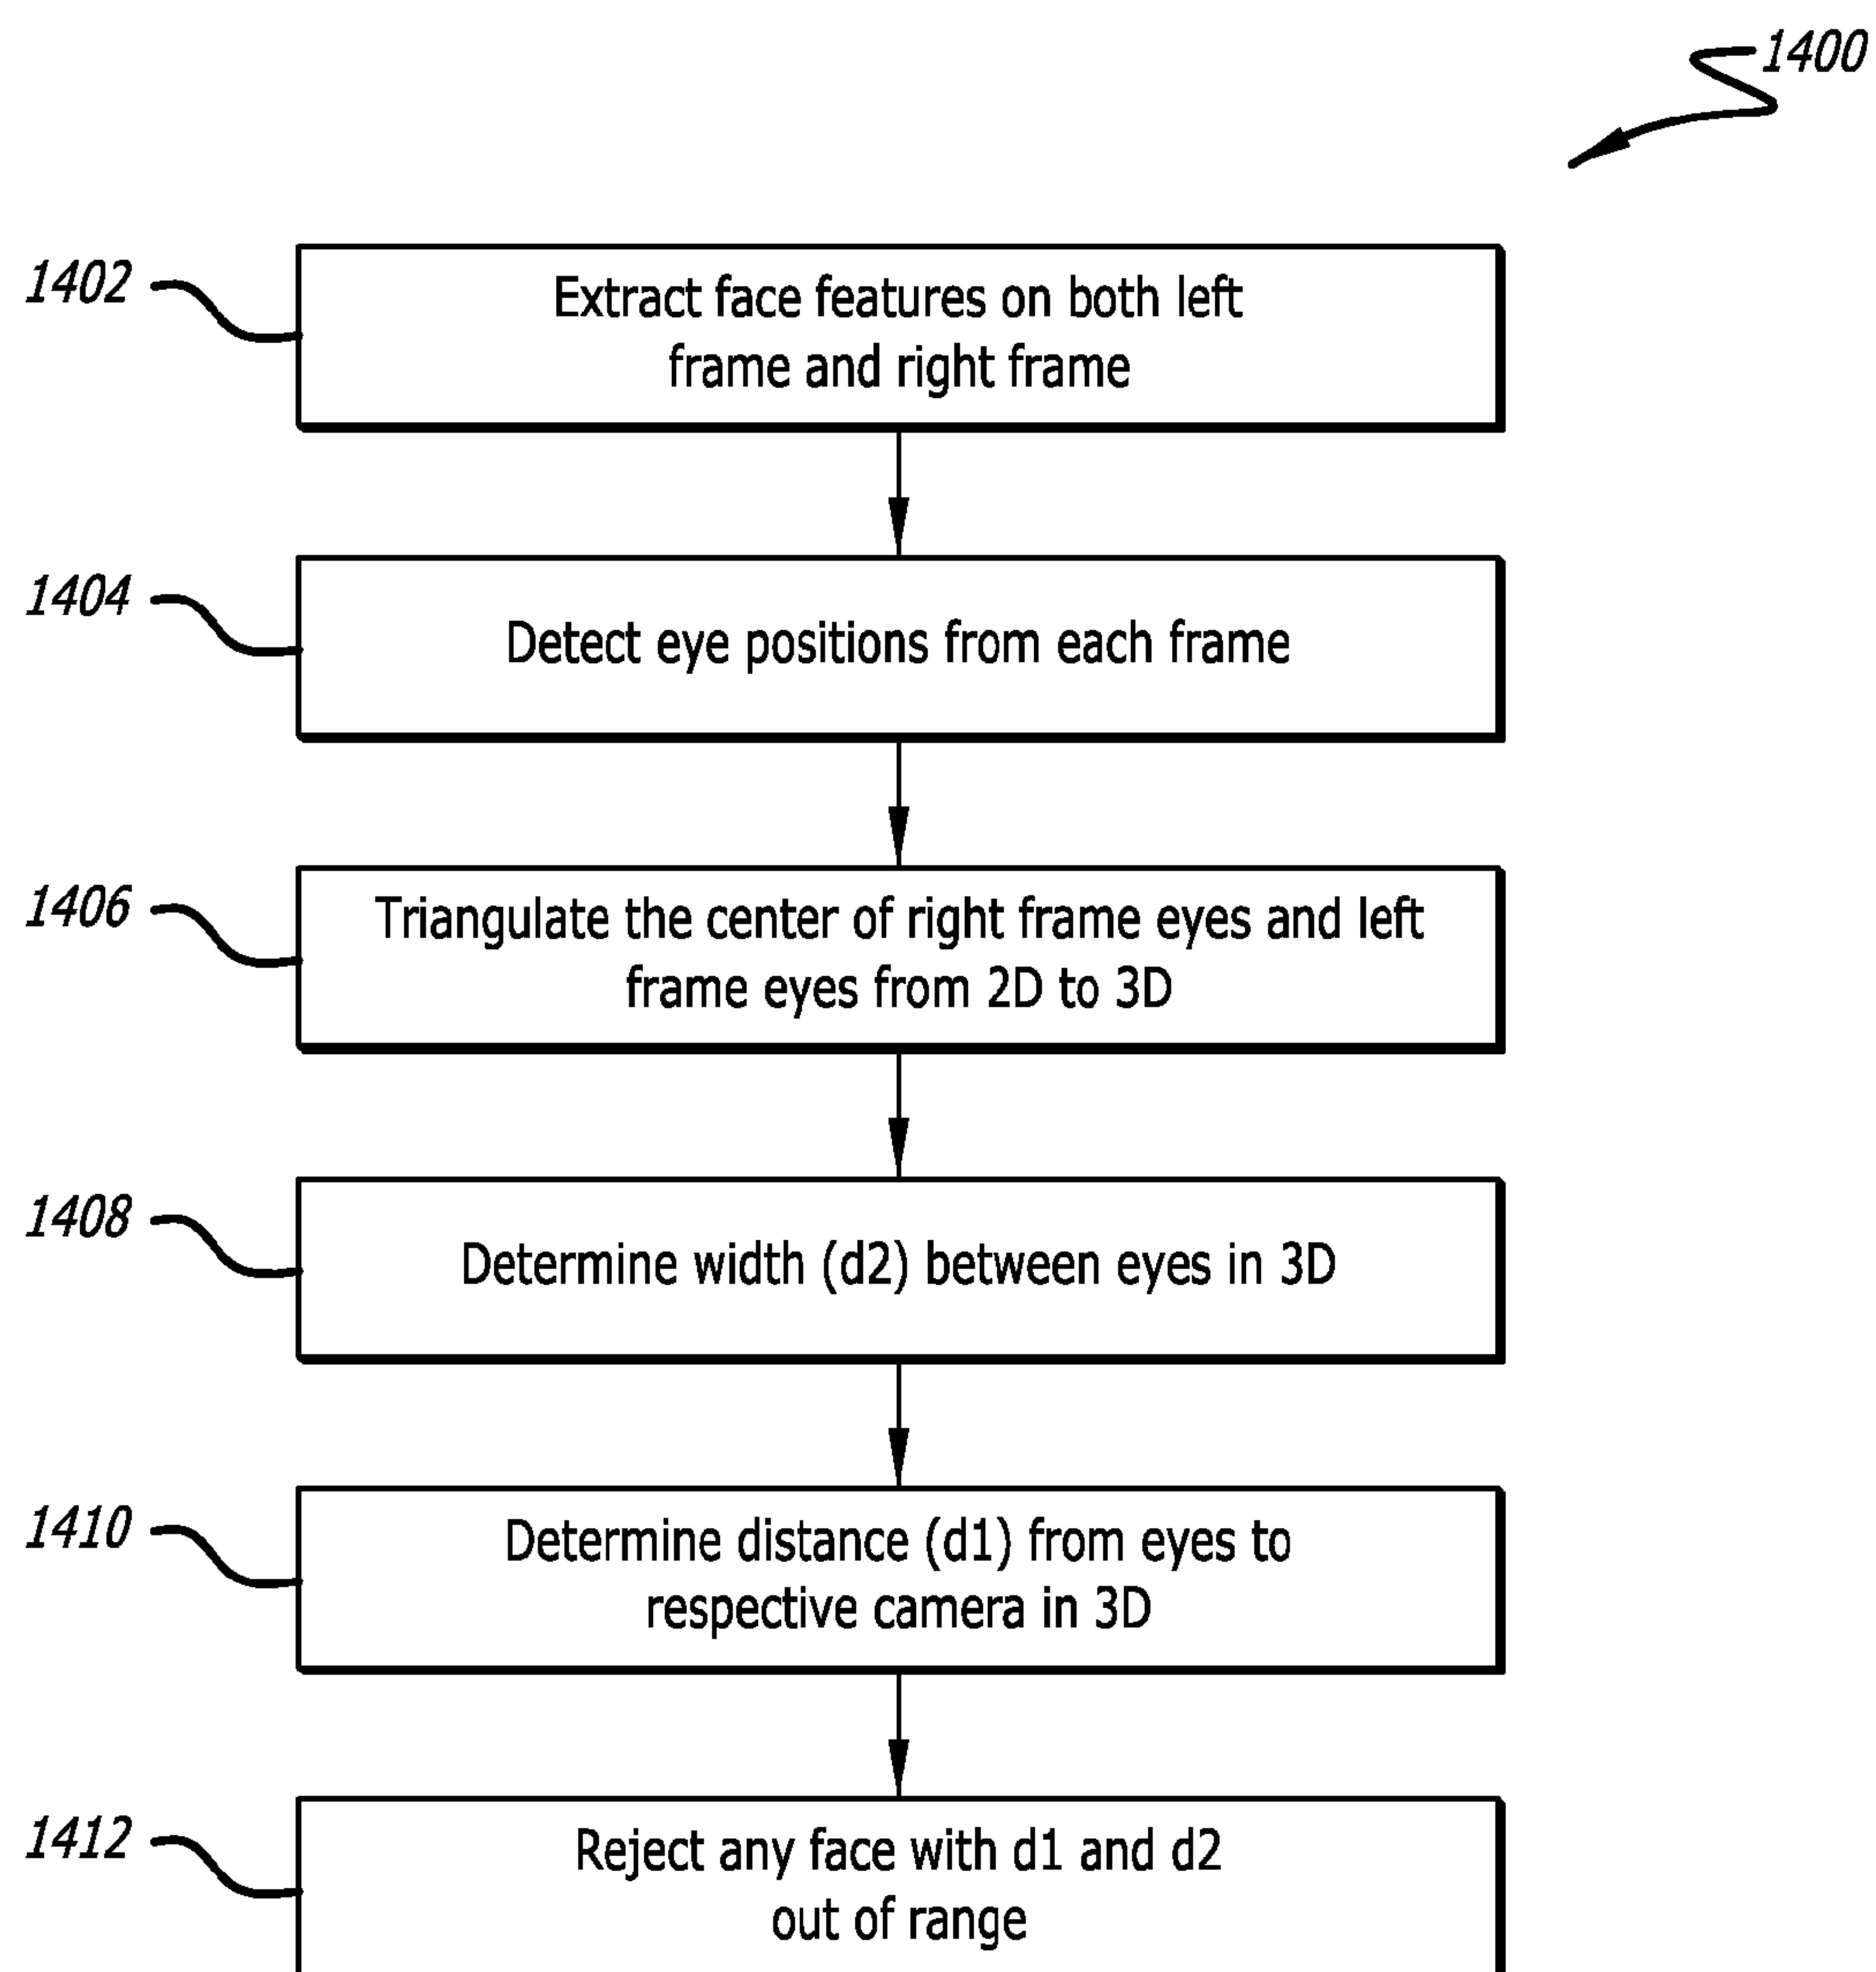 1400
1402
Extract face features on both left
frame and right frame
1404
Detect eye positions from each frame
1406
Triangulate the center of right frame eyes and left
frame eyes from 2D to 3D
1408
Determine width (d2) between eyes in 3D
1410
Determine distance (d1) from eyes to
respective camera in 3D
1412
Reject any face with d1 and d2
out of range